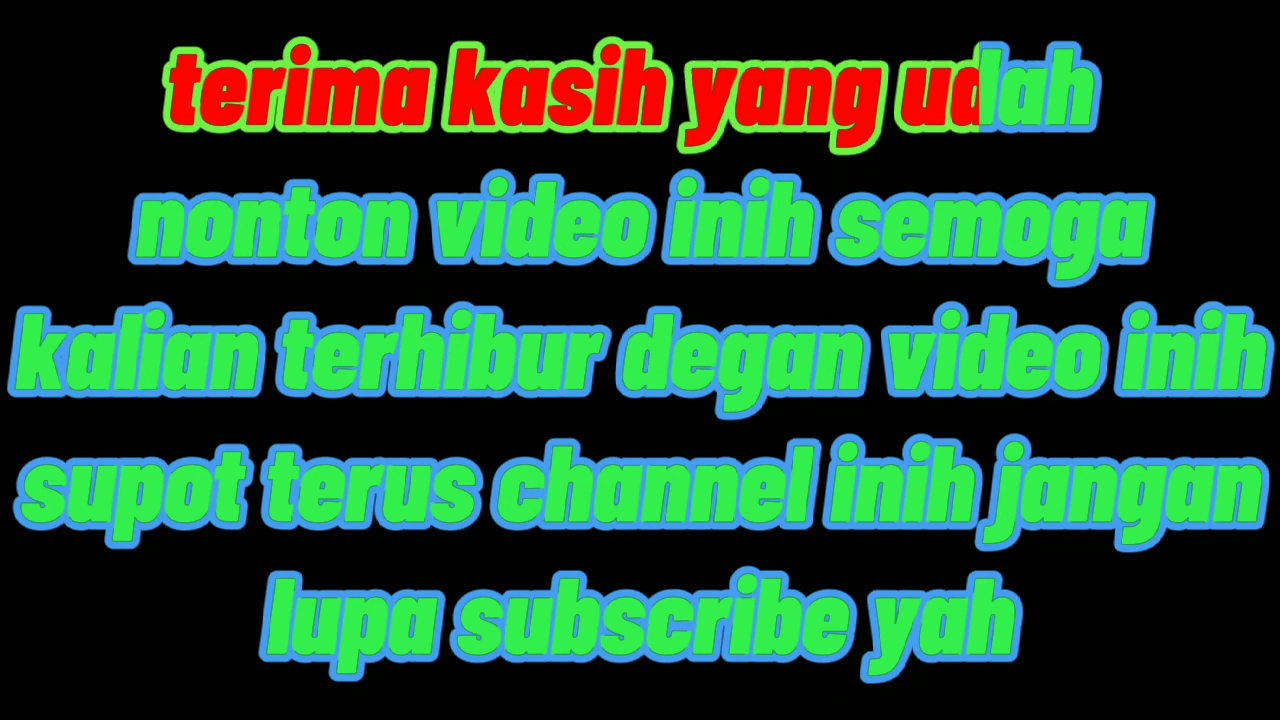 terima kasih yang udah
nonton video inih semoga
kalian terhibur degan video inih
supot terus channel inih jangan
lupa subscribe yah